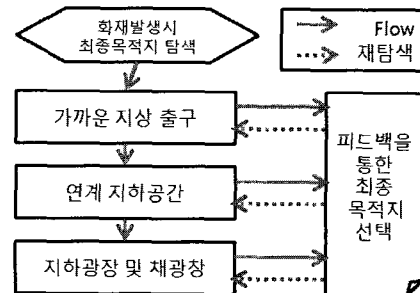 화재발생시
최종목적지 탐색
Flow
재탐색
가까운 지상 출구
연계 지하공간
지하광장 및 채광창
피드백을
통한
최종
목적지
선택